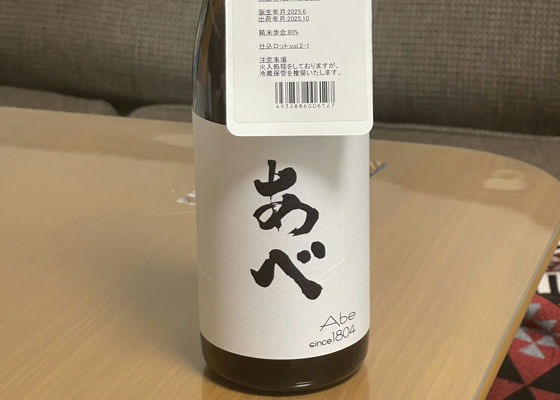 誕生年月:2025.6
出荷年月:2025.10
精米歩合:80%
仕込ロット:vol.2-1
注意事項
火入処理をしておりますが、
冷蔵保管を推奨いたします。
4932886006127
あべ
Abe
since1804